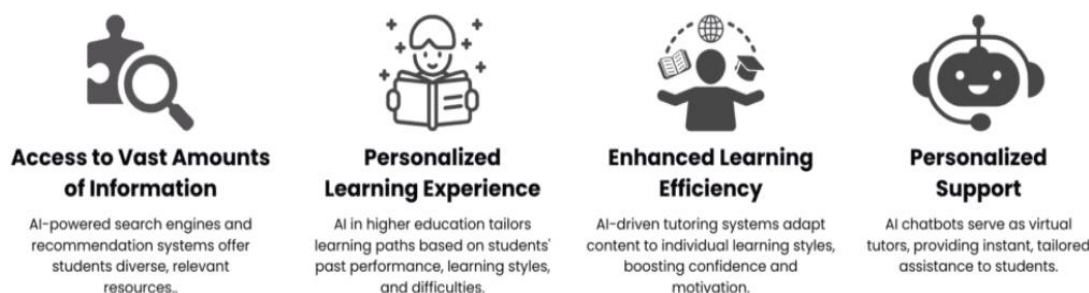 Access to Vast Amounts
of Information
AI-powered search engines and
recommendation systems offer
students diverse, relevant
resources..
Personalized
Learning Experience
AI in higher education tailors
learning paths based on students'
past performance, learning styles,
and difficulties.
Enhanced Learning
Efficiency
AI-driven tutoring systems adapt
content to individual learning styles,
boosting confidence and
motivation.
Personalized
Support
AI chatbots serve as virtual
tutors, providing instant, tailored
assistance to students.